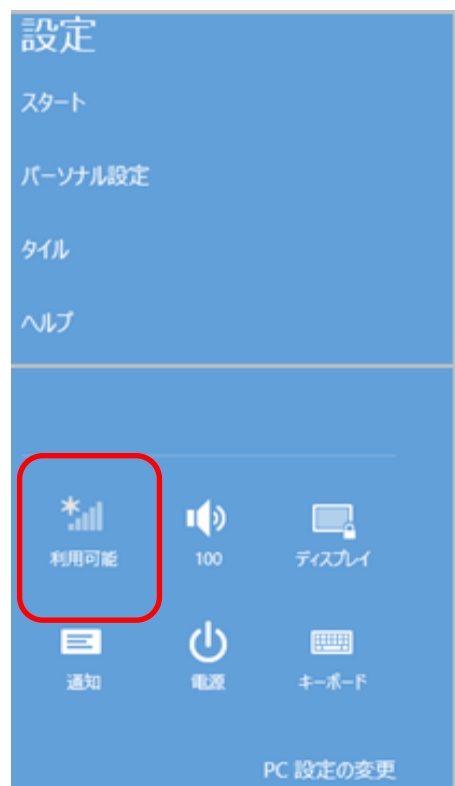 設定
スタート
パーソナル設定
タイル
ヘルプ
利用可能
100
ディスプレイ
通知
電源
キーボード
PC 設定の変更